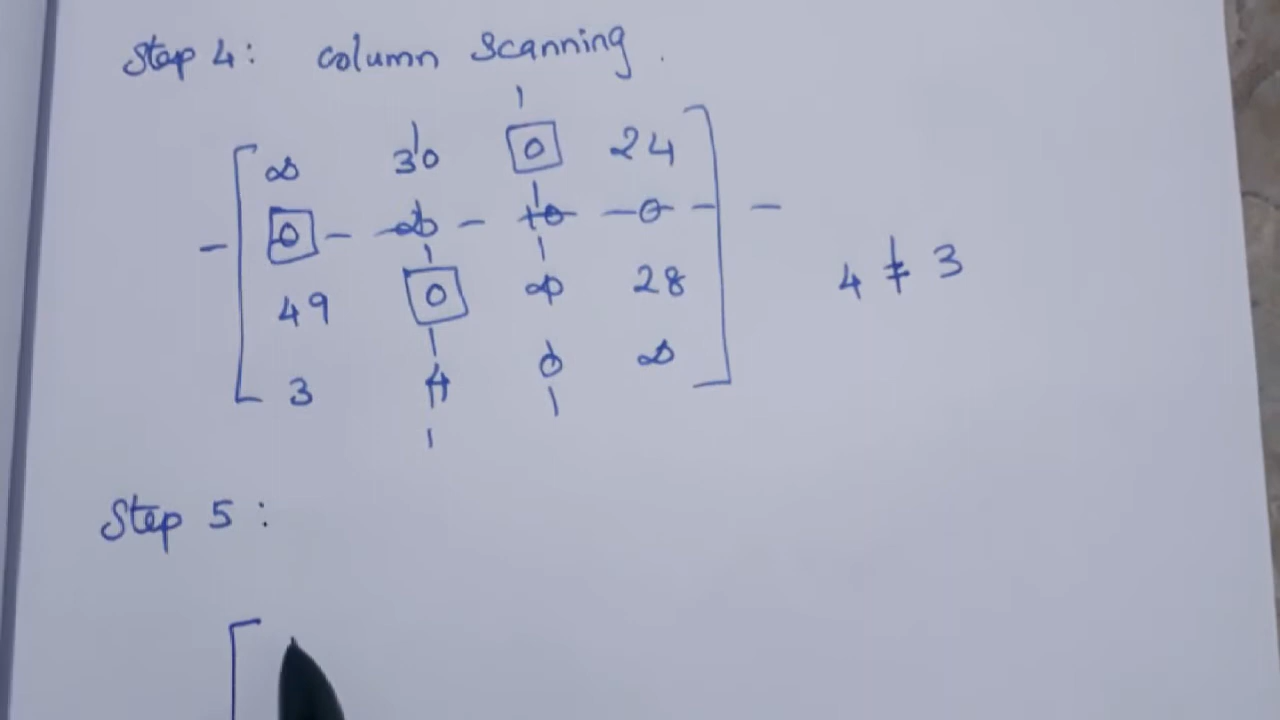 Step 4: column scanning.
∞ 30 0 24
0 ∞ 10 0
49 0 ∞ 28
4 ≠ 3
3 4 0 ∞
Step 5: